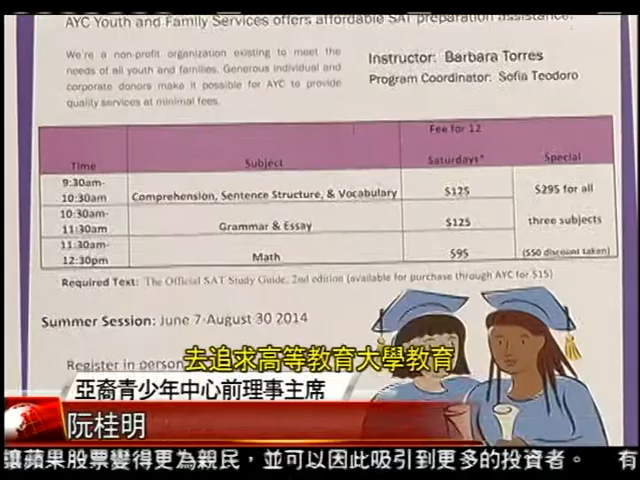 AYC Youth and Family Services offers affordable SAT preparation assistance.
We're a non-profit organization existing to meet the
needs of all youth and families. Generous individual and
corporate donors make it possible for AYC to provide
quality services at minimal fees.
Instructor: Barbara Torres
Program Coordinator: Sofia Teodoro
Time Subject Fee for 12 Saturdays* Special
9:30am-10:30am Comprehension, Sentence Structure, & Vocabulary $125 $295 for all
10:30am-11:30am Grammar & Essay $125 three subjects
11:30am-12:30pm Math $95 ($50 discount taken)
Required Text: The Official SAT Study Guide, 2nd edition (available for purchase through AYC for $15)
Summer Session: June 7-August 30 2014
Register in person
去追求高等教育大學教育
亞裔青少年中心前理事主席
阮桂明
讓蘋果股票變得更為親民，並可以因此吸引到更多的投資者。 有